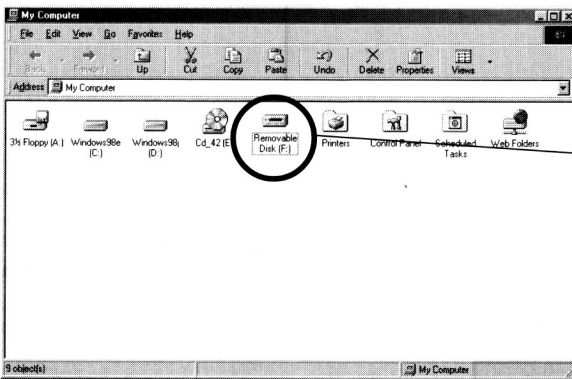 My Computer
File Edit View Go Favorites Help
Back Forward Up Cut Copy Paste Undo Delete Properties Views
Address My Computer
3½ Floppy (A:) Windows98e (C:) Windows98j (D:) Cd_42 (E Removable Disk (F:) Printers Control Panel Scheduled Tasks Web Folders
9 object(s) My Computer